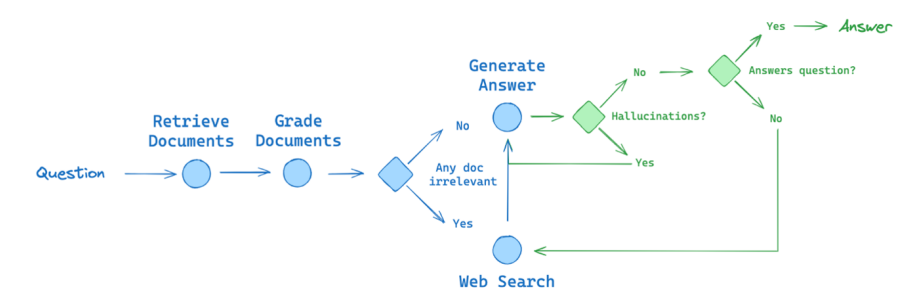 Yes
Answer
Generate
Answer
No
Answers question?
Retrieve
Documents
Grade
Documents
No
Hallucinations?
No
Question
Any doc
irrelevant
Yes
Yes
Web Search